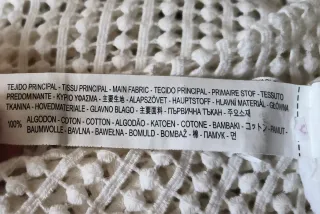 TEJIDO PRINCIPAL - TISSU PRINCIPAL - MAIN FABRIC - TECIDO PRINCIPAL - PRIMAIRE STOF - TESSUTO
PREDOMINANTE - ΚΥΡΙΟ ΥΦΑΣΜΑ - 主要生地 - ALAPSZÖVET - HAUPTSTOFF - HLAVNÍ MATERIÁL - GŁÓWNA
TKANINA - HOVEDMATERIALE - GLAVNO BLAGO - 主要面料 - ПЪРВИЧНА ТЪКАН - 주요소재
100% ALGODON - COTON - COTTON - ALGODÃO - KATOEN - COTONE - BAMBAKI - コットン - PAMUT -
BAUMWOLLE - BAVLNA - BAWEŁNA - BOMULD - BOMBAŽ - 棉 - ПАМУК - 면